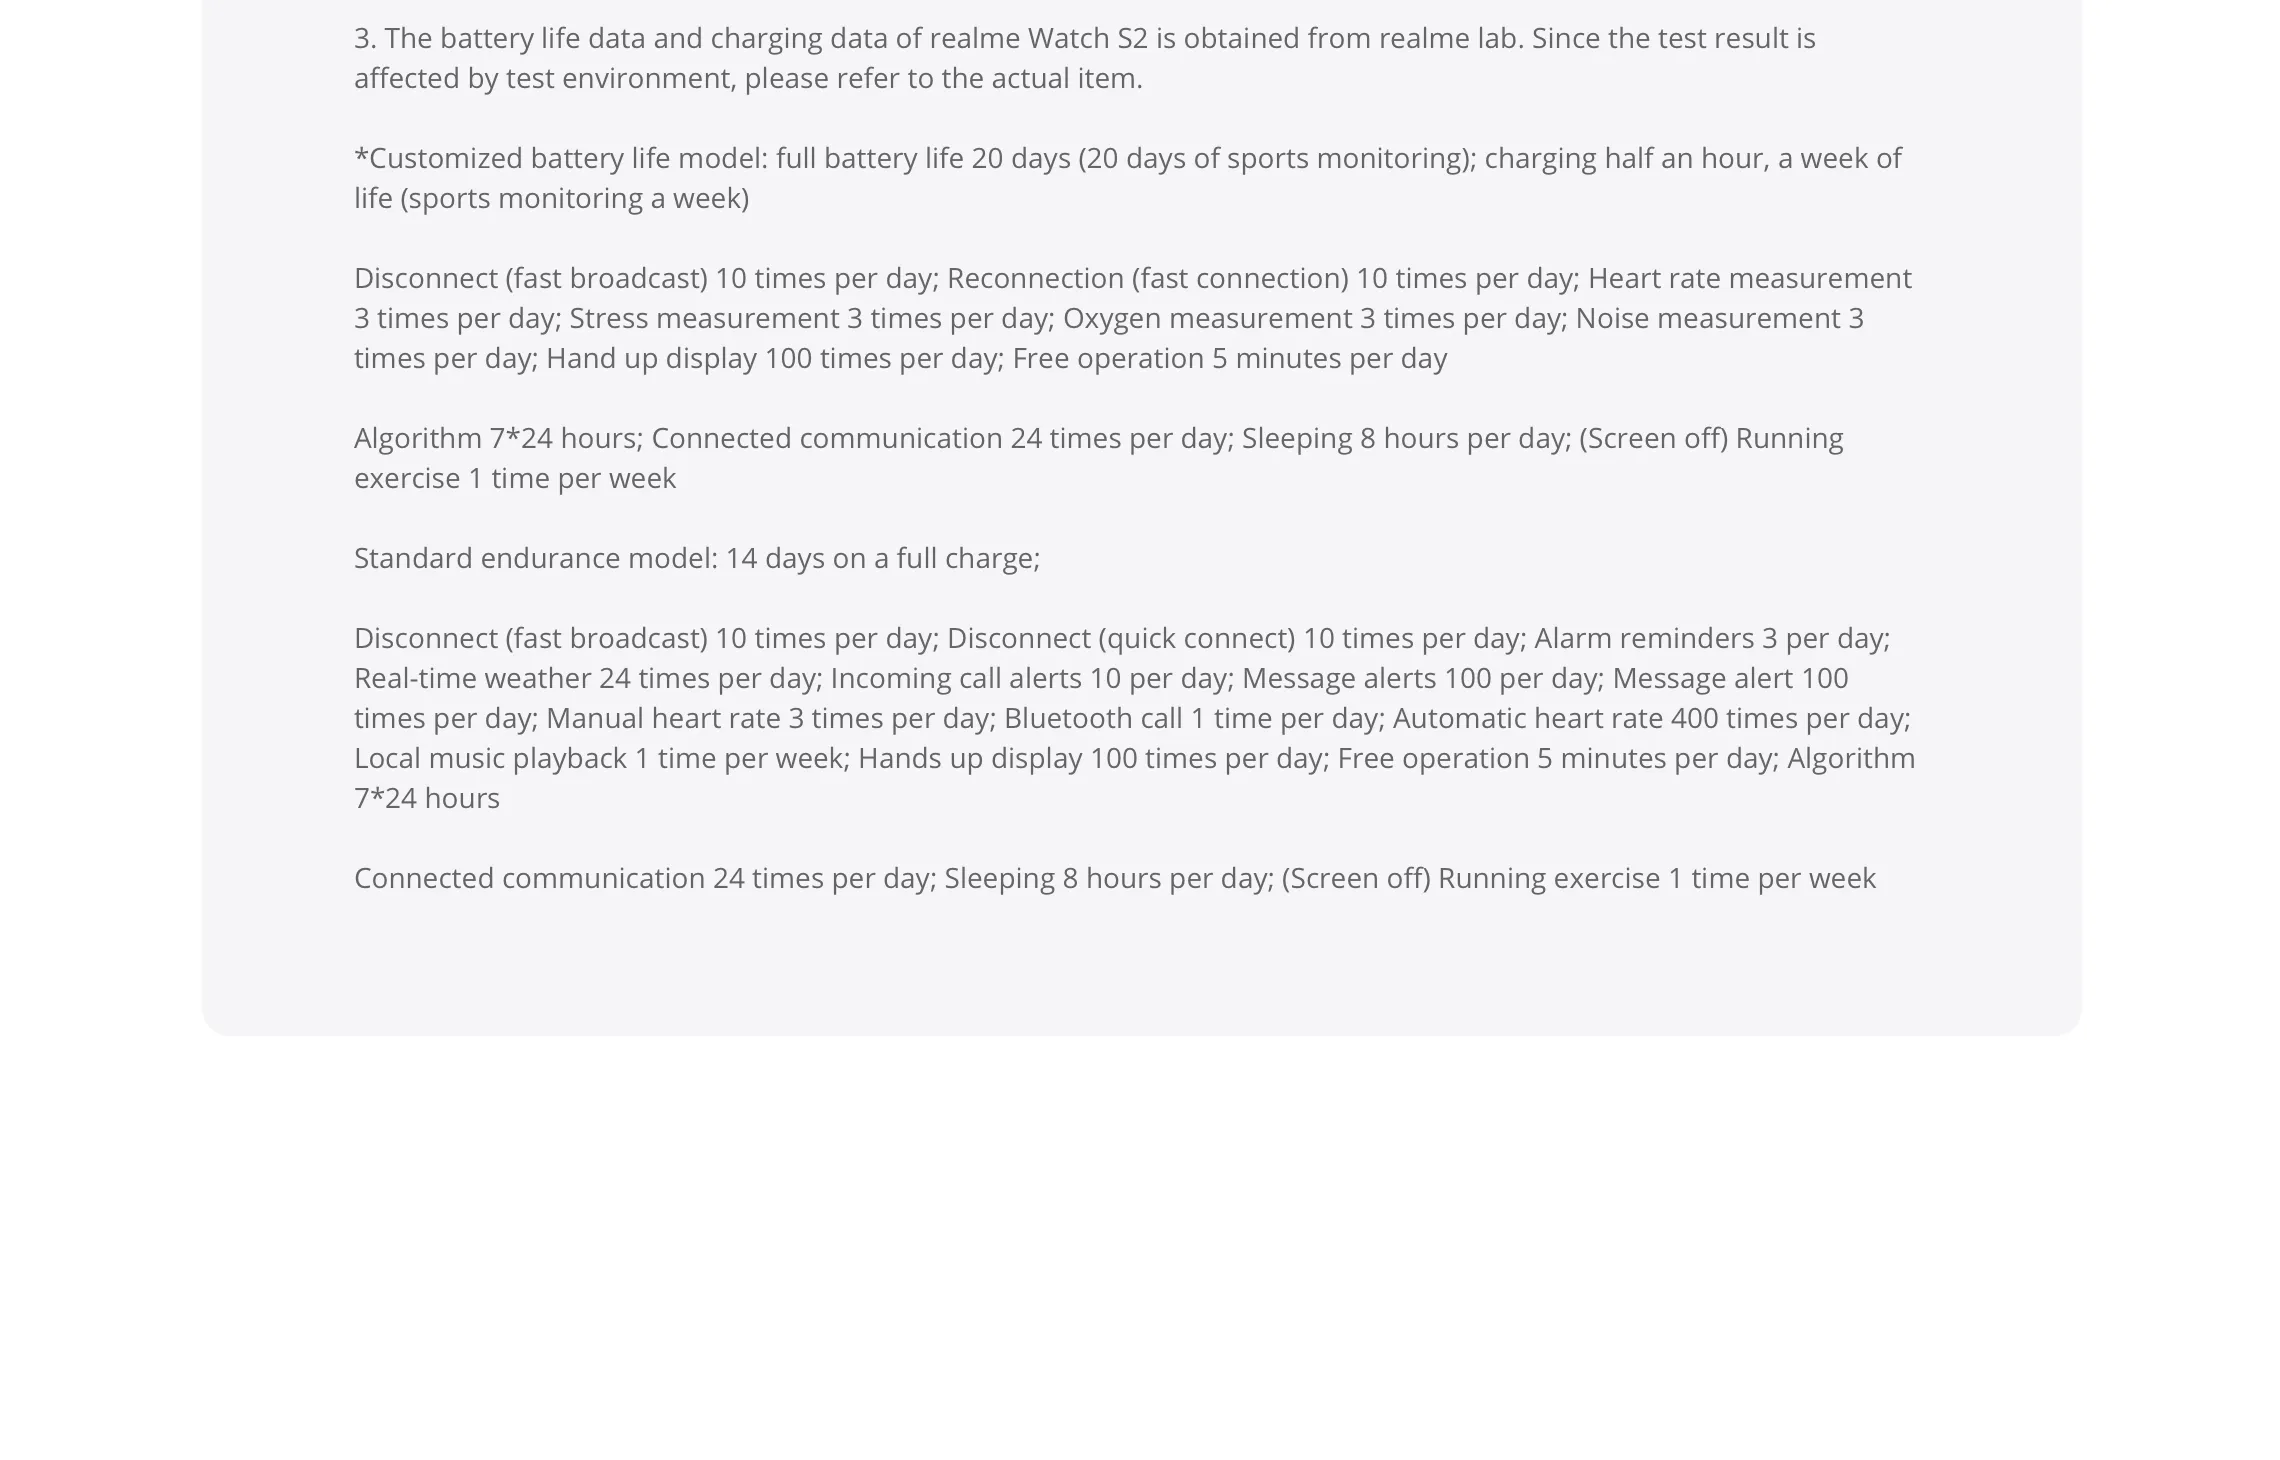 3. The battery life data and charging data of realme Watch S2 is obtained from realme lab. Since the test result is
affected by test environment, please refer to the actual item.
*Customized battery life model: full battery life 20 days (20 days of sports monitoring); charging half an hour, a week of
life (sports monitoring a week)
Disconnect (fast broadcast) 10 times per day; Reconnection (fast connection) 10 times per day; Heart rate measurement
3 times per day; Stress measurement 3 times per day; Oxygen measurement 3 times per day; Noise measurement 3
times per day; Hand up display 100 times per day; Free operation 5 minutes per day
Algorithm 7*24 hours; Connected communication 24 times per day; Sleeping 8 hours per day; (Screen off) Running
exercise 1 time per week
Standard endurance model: 14 days on a full charge;
Disconnect (fast broadcast) 10 times per day; Disconnect (quick connect) 10 times per day; Alarm reminders 3 per day;
Real-time weather 24 times per day; Incoming call alerts 10 per day; Message alerts 100 per day; Message alert 100
times per day; Manual heart rate 3 times per day; Bluetooth call 1 time per day; Automatic heart rate 400 times per day;
Local music playback 1 time per week; Hands up display 100 times per day; Free operation 5 minutes per day; Algorithm
7*24 hours
Connected communication 24 times per day; Sleeping 8 hours per day; (Screen off) Running exercise 1 time per week